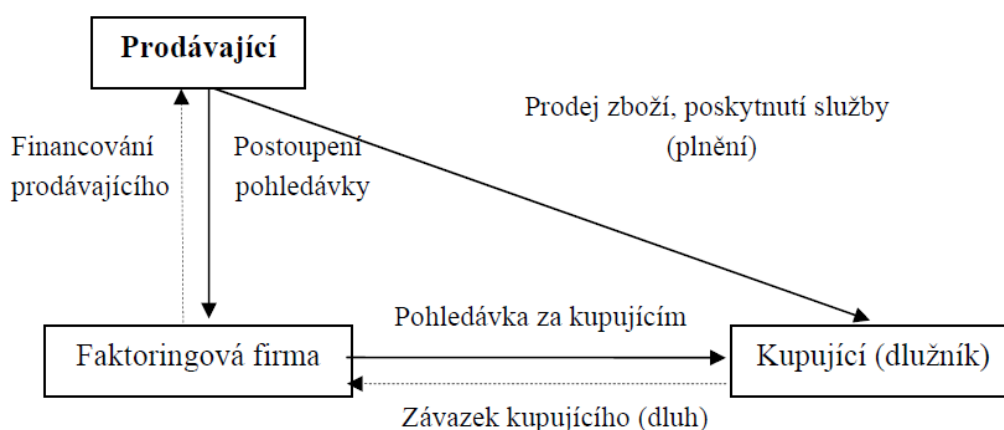 Prodávající
Prodej zboží, poskytnutí služby
(plnění)
Financování
prodávajícího
Postoupení
pohledávky
Pohledávka za kupujícím
Faktoringová firma
Kupující (dlužník)
Závazek kupujícího (dluh)